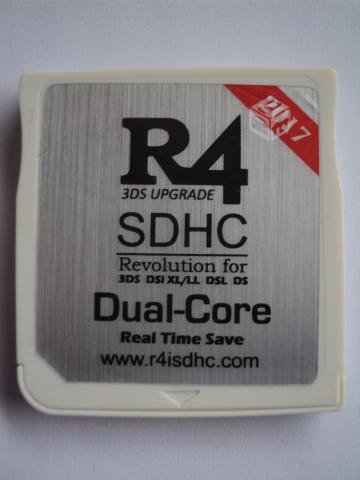 R4
3DS UPGRADE
SDHC
Revolution for
3DS DSI XL/LL DSL DS
Dual-Core
Real Time Save
www.r4isdhc.com